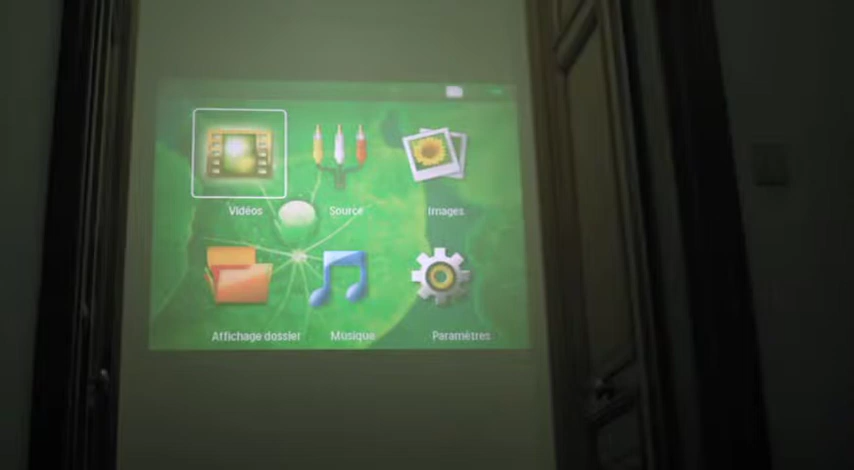 Vidéos
Source
Images
Affichage dossier
Musique
Paramètres